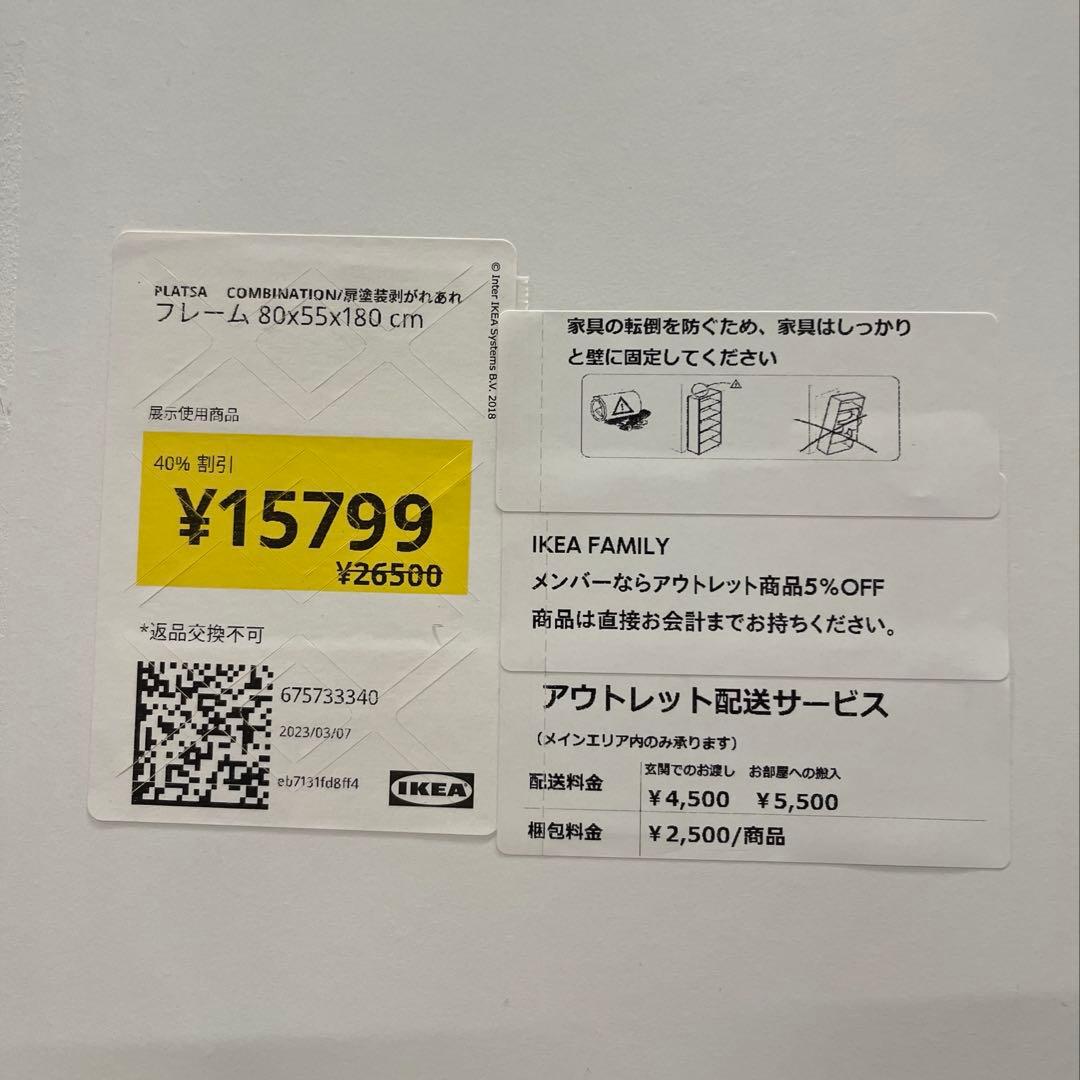 PLATSA COMBINATION/扉塗装剥がれあれ
フレーム 80x55x180 cm
© Inter IKEA Systems B.V. 2018
展示使用商品
40% 割引
¥15799
¥26500
*返品交換不可
675733340
2023/03/07
eb7131fd8ff4
IKEA
家具の転倒を防ぐため、家具はしっかり
と壁に固定してください
IKEA FAMILY
メンバーならアウトレット商品5%OFF
商品は直接お会計までお持ちください。
アウトレット配送サービス
(メインエリア内のみ承ります)
玄関でのお渡し お部屋への搬入
配送料金 ¥4,500 ¥5,500
梱包料金 ¥2,500/商品